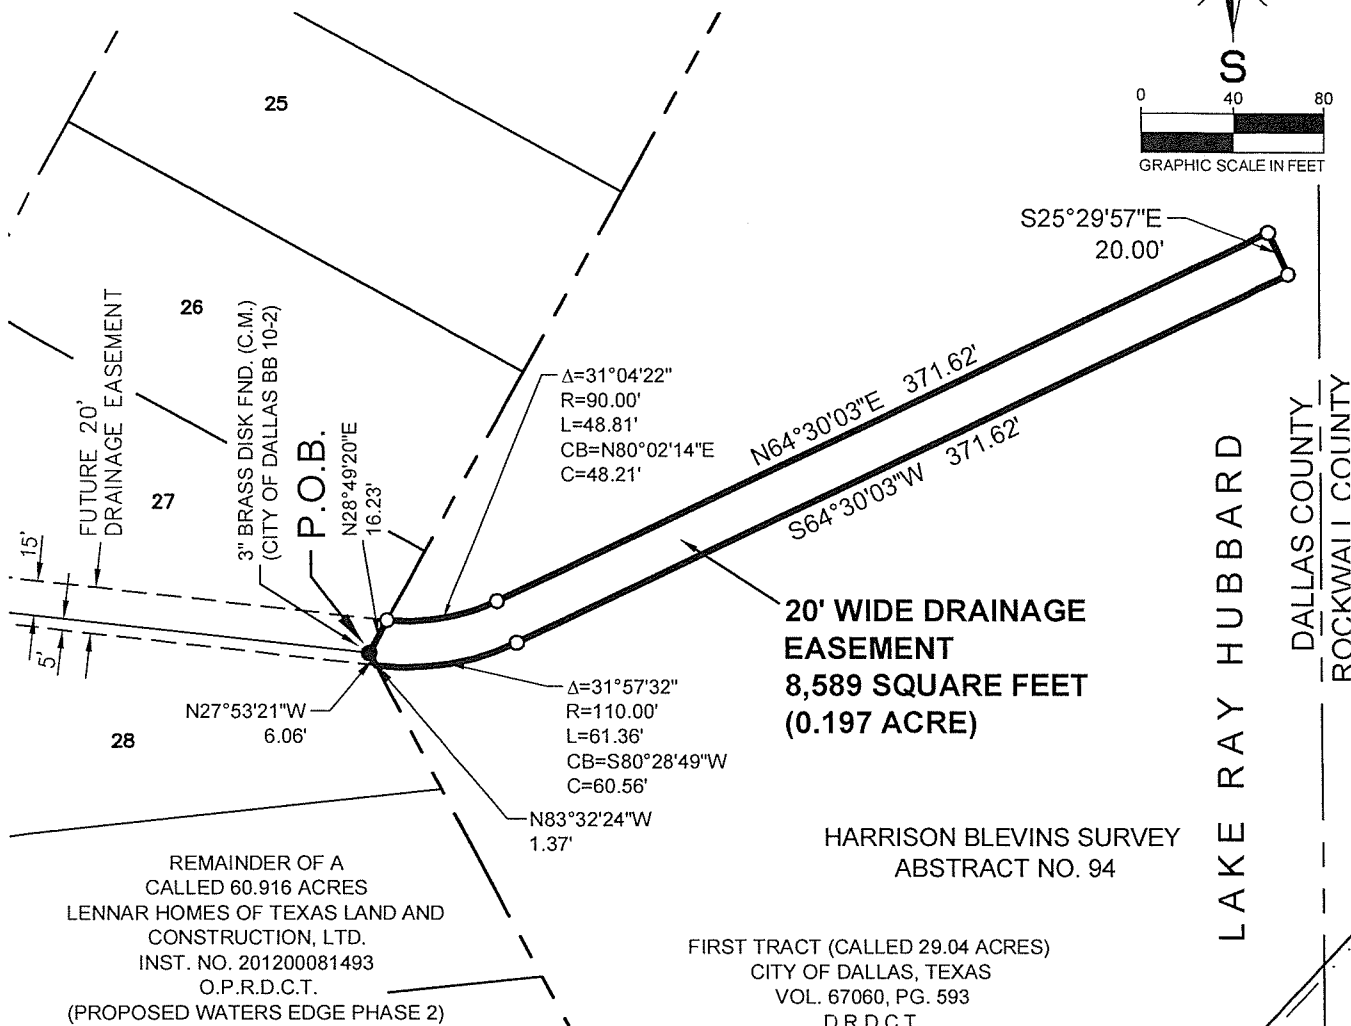 S
0 40 80
GRAPHIC SCALE IN FEET
25
S25°29'57"E
20.00'
26
FUTURE 20'
DRAINAGE EASEMENT
3" BRASS DISK FND. (C.M.)
(CITY OF DALLAS BB 10-2)
P.O.B.
N28°49'20"E
16.23'
Δ=31°04'22"
R=90.00'
L=48.81'
CB=N80°02'14"E
C=48.21'
N64°30'03"E 371.62'
S64°30'03"W 371.62'
27
15'
5'
20' WIDE DRAINAGE
EASEMENT
8,589 SQUARE FEET
(0.197 ACRE)
LAKE RAY HUBBARD
DALLAS COUNTY
ROCKWALL COUNTY
N27°53'21"W
6.06'
28
Δ=31°57'32"
R=110.00'
L=61.36'
CB=S80°28'49"W
C=60.56'
N83°32'24"W
1.37'
HARRISON BLEVINS SURVEY
ABSTRACT NO. 94
REMAINDER OF A
CALLED 60.916 ACRES
LENNAR HOMES OF TEXAS LAND AND
CONSTRUCTION, LTD.
INST. NO. 201200081493
O.P.R.D.C.T.
(PROPOSED WATERS EDGE PHASE 2)
FIRST TRACT (CALLED 29.04 ACRES)
CITY OF DALLAS, TEXAS
VOL. 67060, PG. 593
D.R.D.C.T.